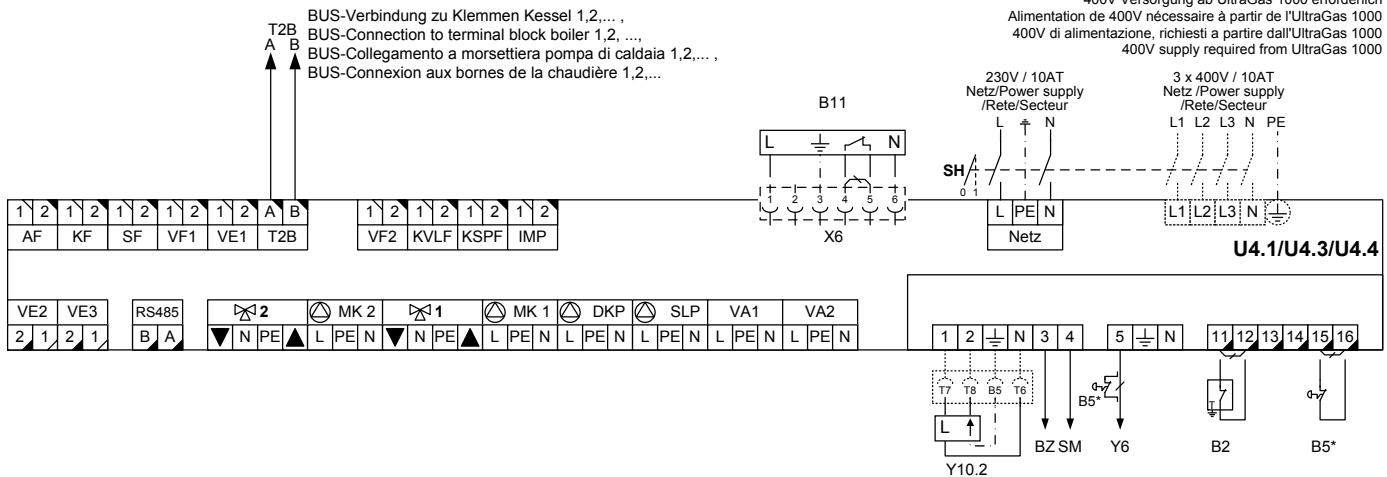 400V Versorgung ab UltraGas 1000 erforderlich
Alimentation de 400V nécessaire à partir de l'UltraGas 1000
400V di alimentazione, richiesti a partire dall'UltraGas 1000
400V supply required from UltraGas 1000
BUS-Verbindung zu Klemmen Kessel 1,2,... ,
BUS-Connection to terminal block boiler 1,2, ...,
BUS-Collegamento a morsettiera pompa di caldaia 1,2,... ,
BUS-Connexion aux bornes de la chaudière 1,2,...
T2B
A B
B11
L N
1 2 3 4 5 6
X6
230V / 10AT
Netz/Power supply
/Rete/Secteur
L N
3 x 400V / 10AT
Netz /Power supply
/Rete/Secteur
L1 L2 L3 N PE
SH
0 1
L PE N
Netz
L1 L2 L3 N
U4.1/U4.3/U4.4
1 2 1 2 1 2 1 2 1 2 A B
AF KF SF VF1 VE1 T2B
1 2 1 2 1 2 1 2
VF2 KVLF KSPF IMP
VE2 VE3 RS485 2 MK 2 1 MK 1 DKP SLP VA1 VA2
2 1 2 1 B A N PE L PE N N PE L PE N L PE N L PE N L PE N L PE N
1 2 N 3 4 5 N 11 12 13 14 15 16
T7 T8 B5 T6
B5*
L
T
BZ SM Y6 B2 B5*
Y10.2